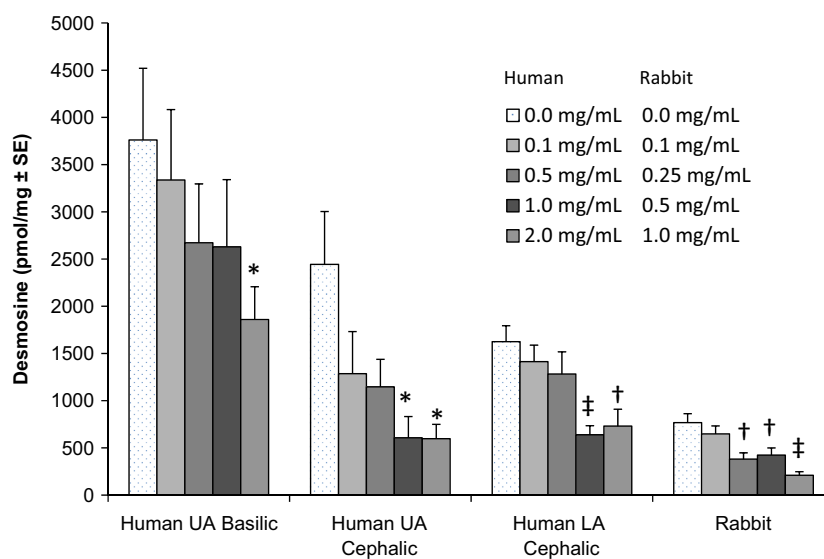 5000
4500
4000
3500
3000
2500
2000
1500
1000
500
0
Desmosine (pmol/mg ± SE)
Human Rabbit
0.0 mg/mL 0.0 mg/mL
0.1 mg/mL 0.1 mg/mL
0.5 mg/mL 0.25 mg/mL
1.0 mg/mL 0.5 mg/mL
2.0 mg/mL 1.0 mg/mL
*
* *
‡ †
† † ‡
Human UA Basilic
Human UA
Cephalic
Human LA
Cephalic
Rabbit